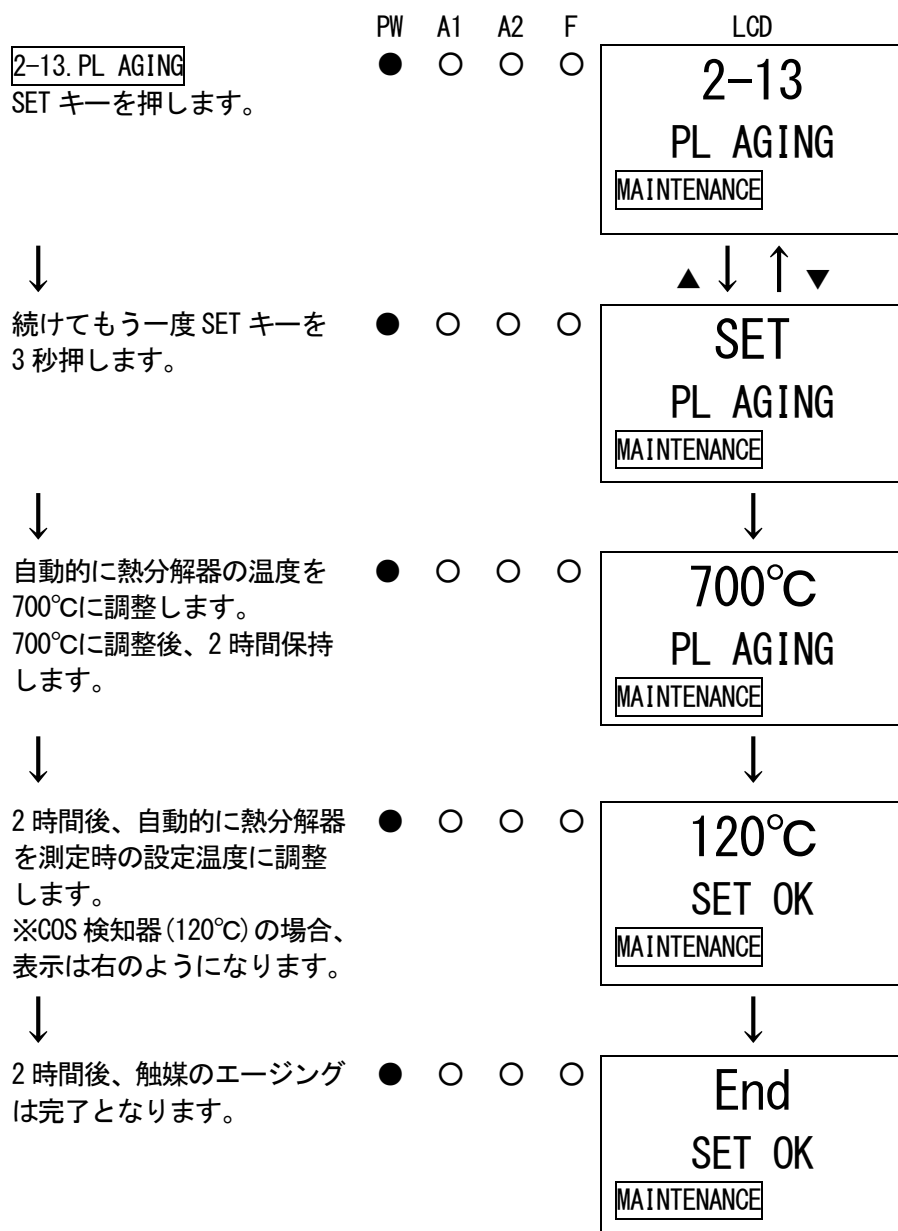 PW A1 A2 F LCD
2-13.PL AGING ● ○ ○ ○ 2-13
SET キーを押します。
PL AGING
MAINTENANCE
↓ ▲↓ ↑▼
続けてもう一度 SET キーを ● ○ ○ ○ SET
3 秒押します。
PL AGING
MAINTENANCE
↓ ↓
自動的に熱分解器の温度を ● ○ ○ ○ 700℃
700℃に調整します。
700℃に調整後、2 時間保持 PL AGING
します。 MAINTENANCE
↓ ↓
2 時間後、自動的に熱分解器 ● ○ ○ ○ 120℃
を測定時の設定温度に調整
します。 SET OK
※COS 検知器(120℃)の場合、 MAINTENANCE
表示は右のようになります。
↓ ↓
2 時間後、触媒のエージング ● ○ ○ ○ End
は完了となります。
SET OK
MAINTENANCE